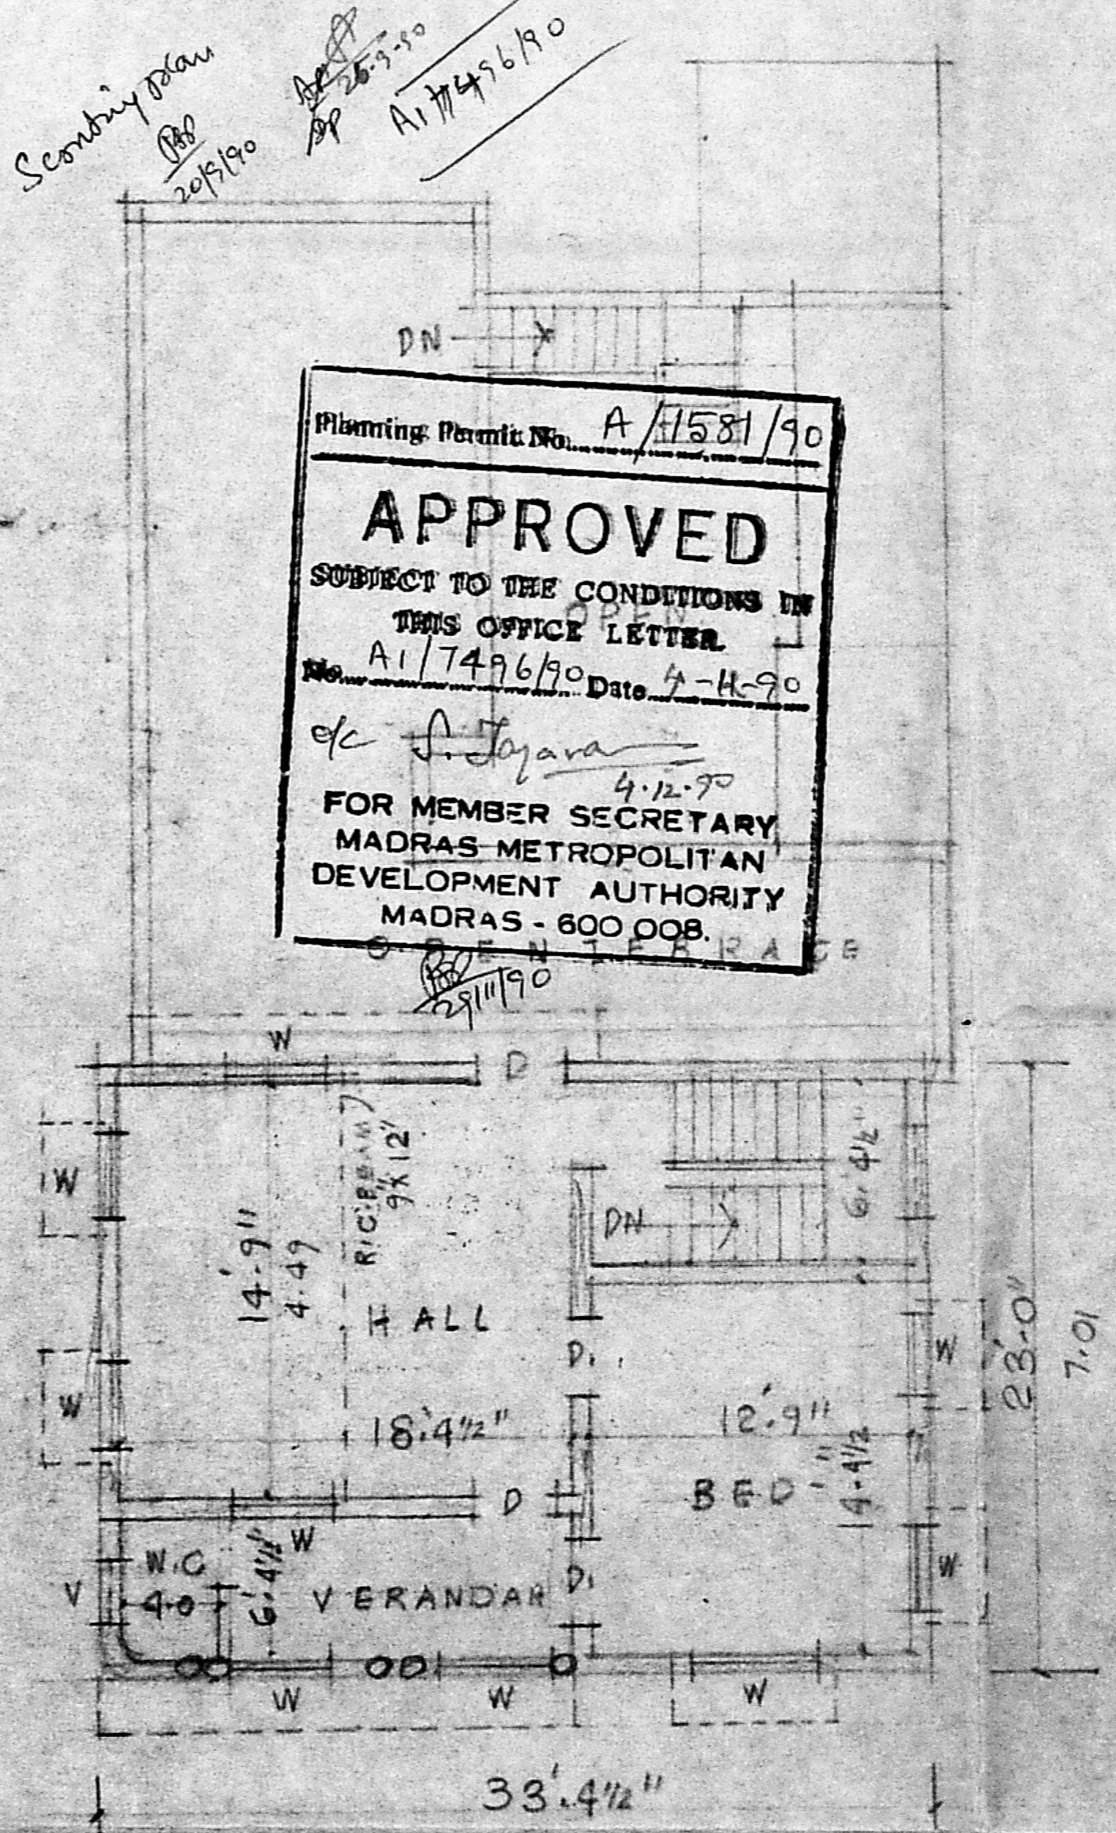 20/9/90
26-9-90
A1 7496/90
DN
Planning Permit No. A/1581/90
APPROVED
SUBJECT TO THE CONDITIONS IN
THIS OFFICE LETTER.
OPEN
No. A1/7496/90 Date 4-12-90
4.12.90
FOR MEMBER SECRETARY
MADRAS METROPOLITAN
DEVELOPMENT AUTHORITY
MADRAS - 600 008.
OPEN TERRACE
29/11/90
W
D
W
R.C.BEAM
9"X12"
6'.4½"
14'-9"
4.49
DN
HALL
D1
W
23'.0"
7.01
W
18'.4½"
12'.9"
BED
14'-4½"
D
W
W.C
4.0
6'.4½"
V
VERANDAH
D1
W
W
W
W
33'.4½"